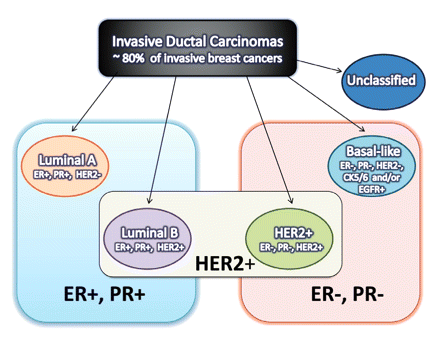 Invasive Ductal Carcinomas
~ 80% of invasive breast cancers
Unclassified
Luminal A
ER+, PR+, HER2-
Basal-like
ER-, PR-, HER2-,
CK5/6 and/or
EGFR+
Luminal B
ER+, PR+, HER2+
HER2+
ER-, PR-, HER2+
HER2+
ER+, PR+
ER-, PR-